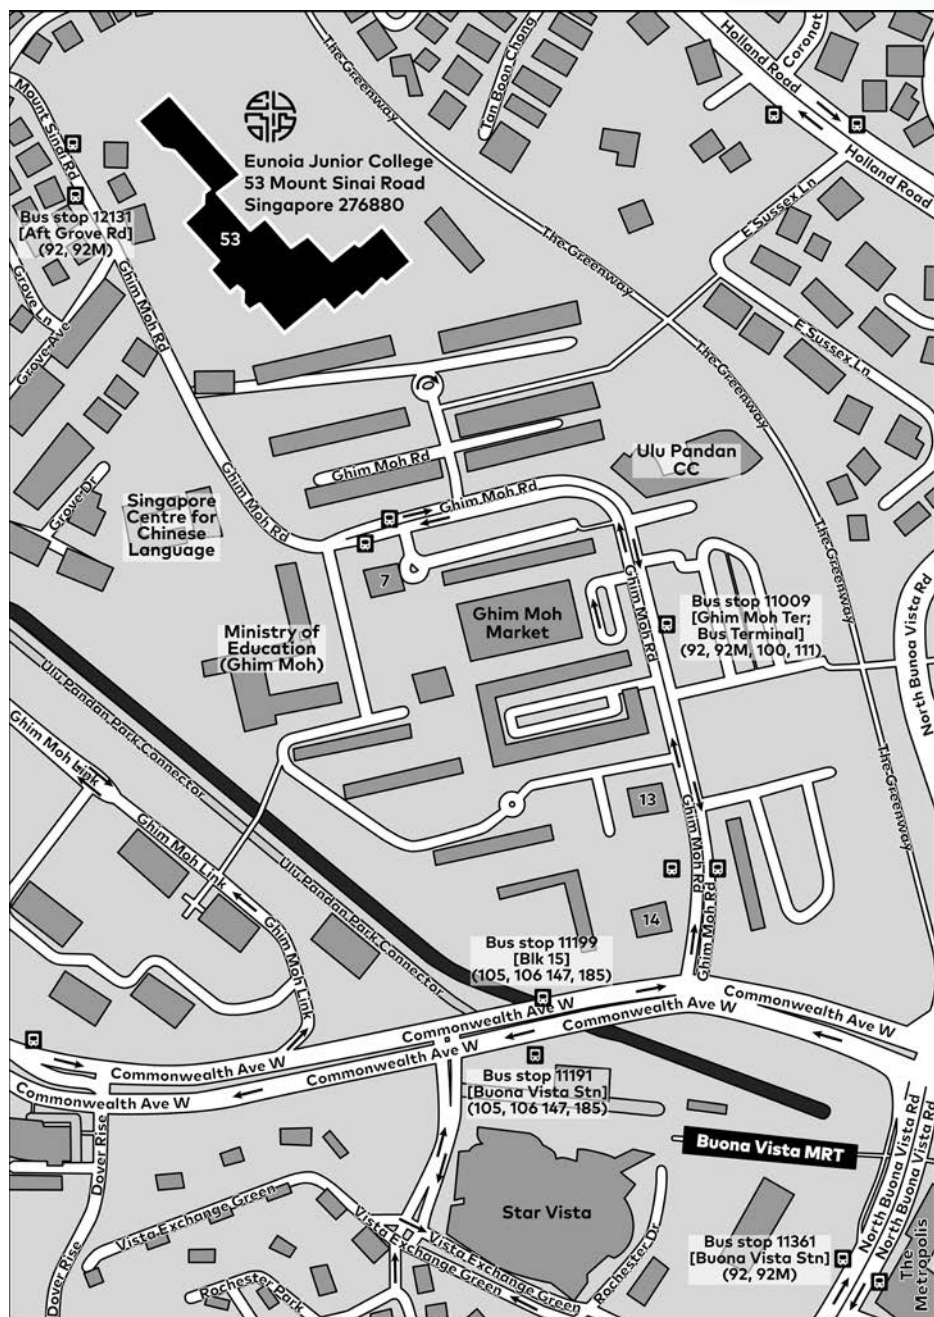 Holland Road
Coronat
Tan Boon Chong
The Greenway
Mount Sinai Rd
Eunoia Junior College
53 Mount Sinai Road
Singapore 276880
Holland Road
E Sussex Ln
Bus stop 12131
[Aft Grove Rd]
(92, 92M)
53
The Greenway
Ghim Moh Rd
Grove Ln
Grove Ave
E Sussex Ln
The Greenway
Ghim Moh Rd
Ulu Pandan
CC
Ghim Moh Rd
Grove Dr
Ghim Moh Rd
Singapore
Centre for
Chinese
Language
The Greenway
7
Ghim Moh Rd
Ghim Moh
Market
Bus stop 11009
[Ghim Moh Ter;
Bus Terminal]
(92, 92M, 100, 111)
North Bunoa Vista Rd
Ministry of
Education
(Ghim Moh)
Ulu Pandan Park Connector
Ghim Moh Link
The Greenway
13
Ghim Moh Rd
Ghim Moh Link
Ulu Pandan Park Connector
Ghim Moh Rd
14
Ghim Moh Link
Bus stop 11199
[Blk 15]
(105, 106 147, 185)
Commonwealth Ave W
Commonwealth Ave W
Commonwealth Ave W
Commonwealth Ave W
Commonwealth Ave W
Commonwealth Ave W
Bus stop 11191
[Buona Vista Stn]
(105, 106 147, 185)
Dover Rise
Buona Vista MRT
North Buona Vista Rd
North Buona Vista Rd
Star Vista
Vista Exchange Green
Vista Exchange Green
Vista Exchange Green
Bus stop 11361
[Buona Vista Stn]
(92, 92M)
Rochester Dr
Rochester Park
Dover Rise
The
Metropolis